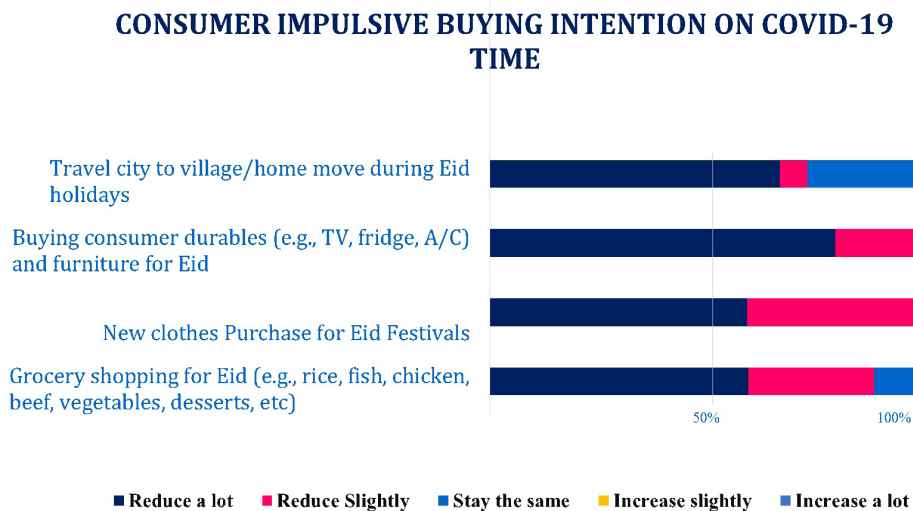 CONSUMER IMPULSIVE BUYING INTENTION ON COVID-19
TIME
Travel city to village/home move during Eid
holidays
Buying consumer durables (e.g., TV, fridge, A/C)
and furniture for Eid
New clothes Purchase for Eid Festivals
Grocery shopping for Eid (e.g., rice, fish, chicken,
beef, vegetables, desserts, etc)
50% 100%
Reduce a lot Reduce Slightly Stay the same Increase slightly Increase a lot